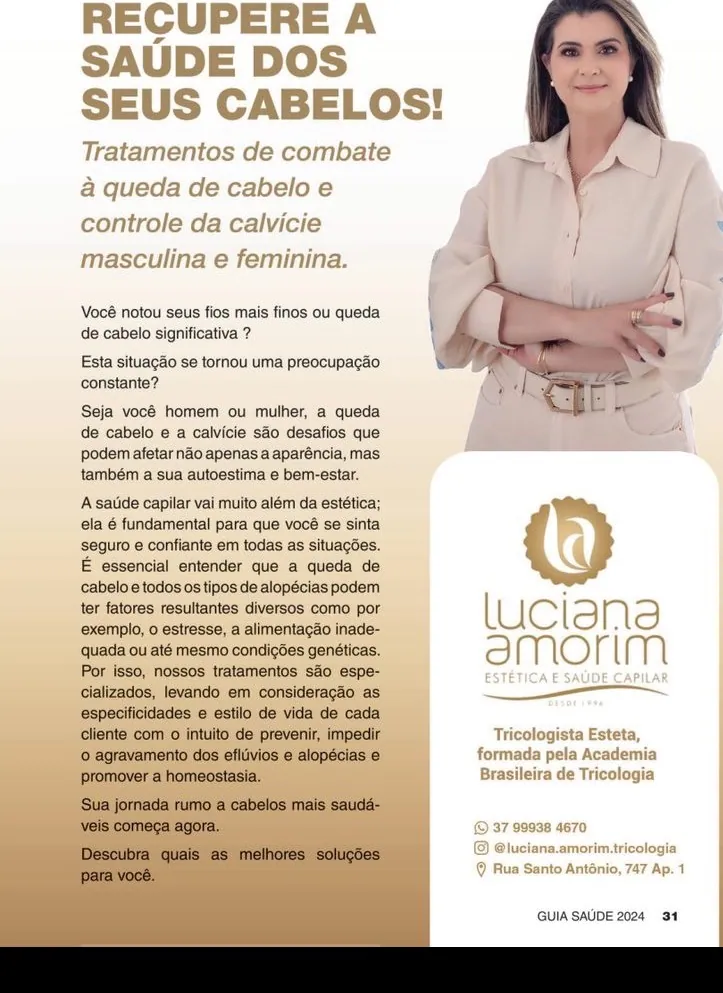 RECUPERE A
SAÚDE DOS
SEUS CABELOS!
Tratamentos de combate
à queda de cabelo e
controle da calvície
masculina e feminina.
Você notou seus fios mais finos ou queda
de cabelo significativa ?
Esta situação se tornou uma preocupação
constante?
Seja você homem ou mulher, a queda
de cabelo e a calvície são desafios que
podem afetar não apenas a aparência, mas
também a sua autoestima e bem-estar.
A saúde capilar vai muito além da estética;
ela é fundamental para que você se sinta
seguro e confiante em todas as situações.
É essencial entender que a queda de
cabelo e todos os tipos de alopécias podem
ter fatores resultantes diversos como por
exemplo, o estresse, a alimentação inade-
quada ou até mesmo condições genéticas.
Por isso, nossos tratamentos são espe-
cializados, levando em consideração as
especificidades e estilo de vida de cada
cliente com o intuito de prevenir, impedir
o agravamento dos eflúvios e alopécias e
promover a homeostasia.
Sua jornada rumo a cabelos mais saudá-
veis começa agora.
Descubra quais as melhores soluções
para você.
luciana
amorim
ESTÉTICA E SAÚDE CAPILAR
DESDE 1996
Tricologista Esteta,
formada pela Academia
Brasileira de Tricologia
37 99938 4670
@luciana.amorim.tricologia
Rua Santo Antônio, 747 Ap. 1
GUIA SAÚDE 2024 31